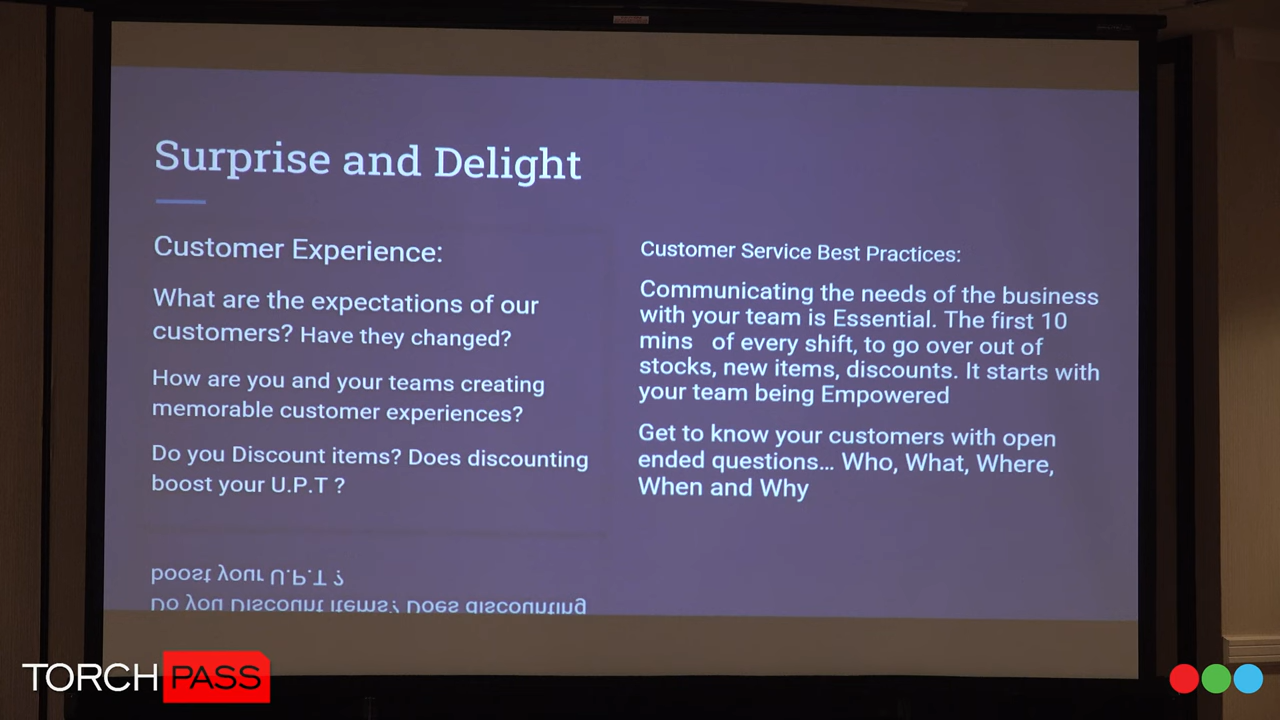 Surprise and Delight
Customer Experience:
What are the expectations of our
customers? Have they changed?
How are you and your teams creating
memorable customer experiences?
Do you Discount items? Does discounting
boost your U.P.T ?
boost your U.P.T ?
Do you Discount items? Does discounting
Customer Service Best Practices:
Communicating the needs of the business
with your team is Essential. The first 10
mins of every shift, to go over out of
stocks, new items, discounts. It starts with
your team being Empowered
Get to know your customers with open
ended questions... Who, What, Where,
When and Why
TORCH PASS